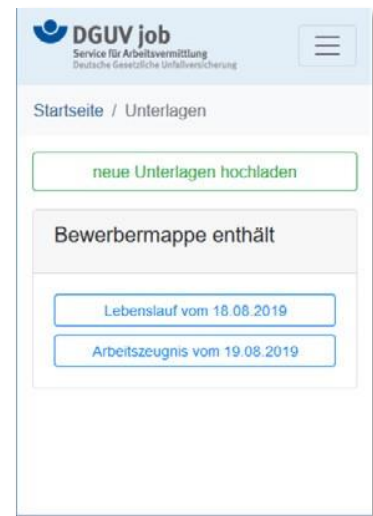 DGUV job
Service für Arbeitsvermittlung
Deutsche Gesetzliche Unfallversicherung
Startseite / Unterlagen
neue Unterlagen hochladen
Bewerbermappe enthält
Lebenslauf vom 18.08.2019
Arbeitszeugnis vom 19.08.2019